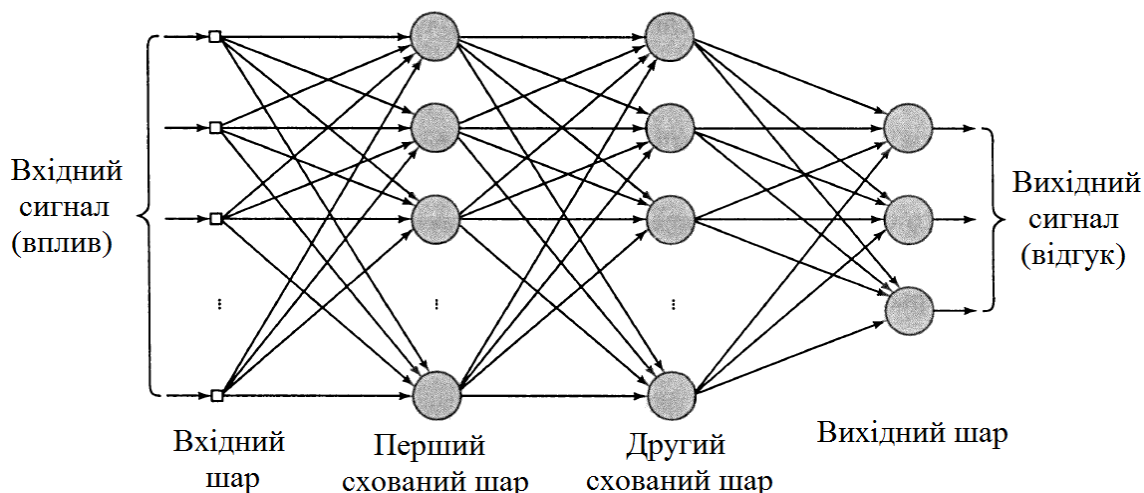 Вхідний
сигнал
(вплив)
Вихідний
сигнал
(відгук)
...
...
...
Вхідний
шар
Перший
схований шар
Другий
схований шар
Вихідний шар